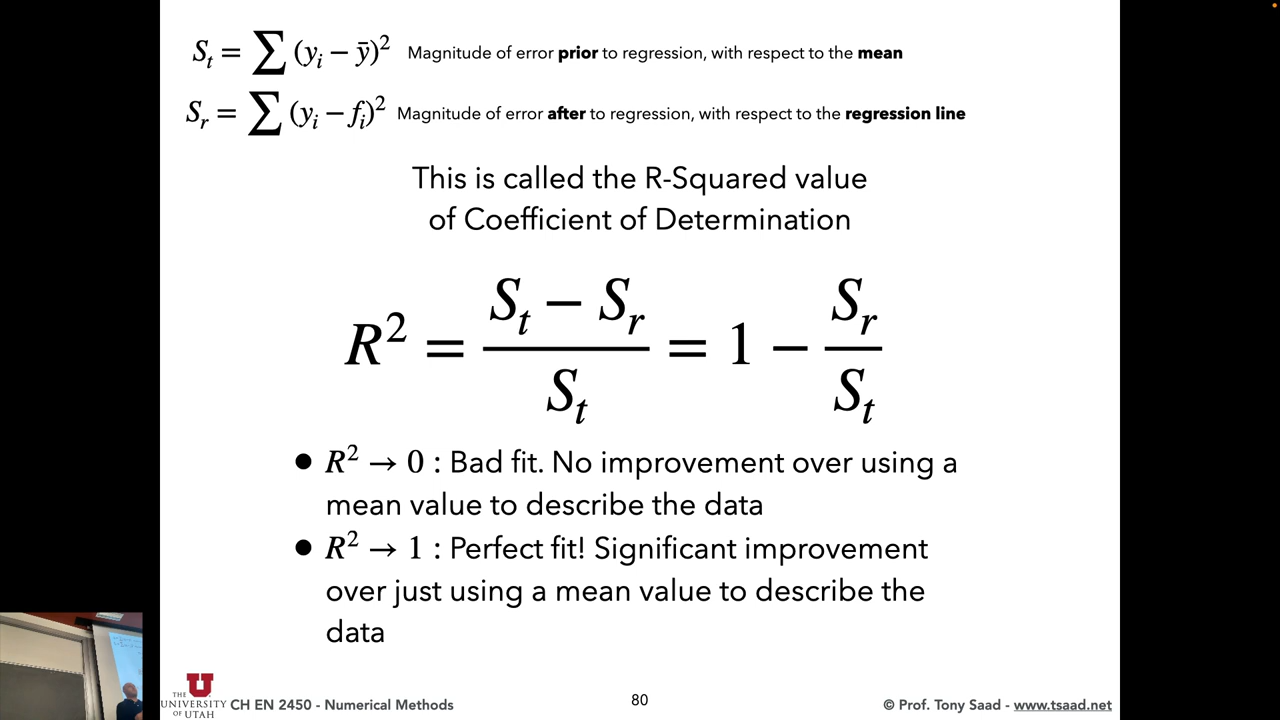 S_t = ∑ (y_i − ȳ)² Magnitude of error prior to regression, with respect to the mean
S_r = ∑ (y_i − f_i)² Magnitude of error after to regression, with respect to the regression line
This is called the R-Squared value
of Coefficient of Determination
R² = (S_t − S_r) / S_t = 1 − S_r / S_t
● R² → 0 : Bad fit. No improvement over using a
mean value to describe the data
● R² → 1 : Perfect fit! Significant improvement
over just using a mean value to describe the
data
THE U
UNIVERSITY
OF UTAH
CH EN 2450 - Numerical Methods
80
© Prof. Tony Saad - www.tsaad.net